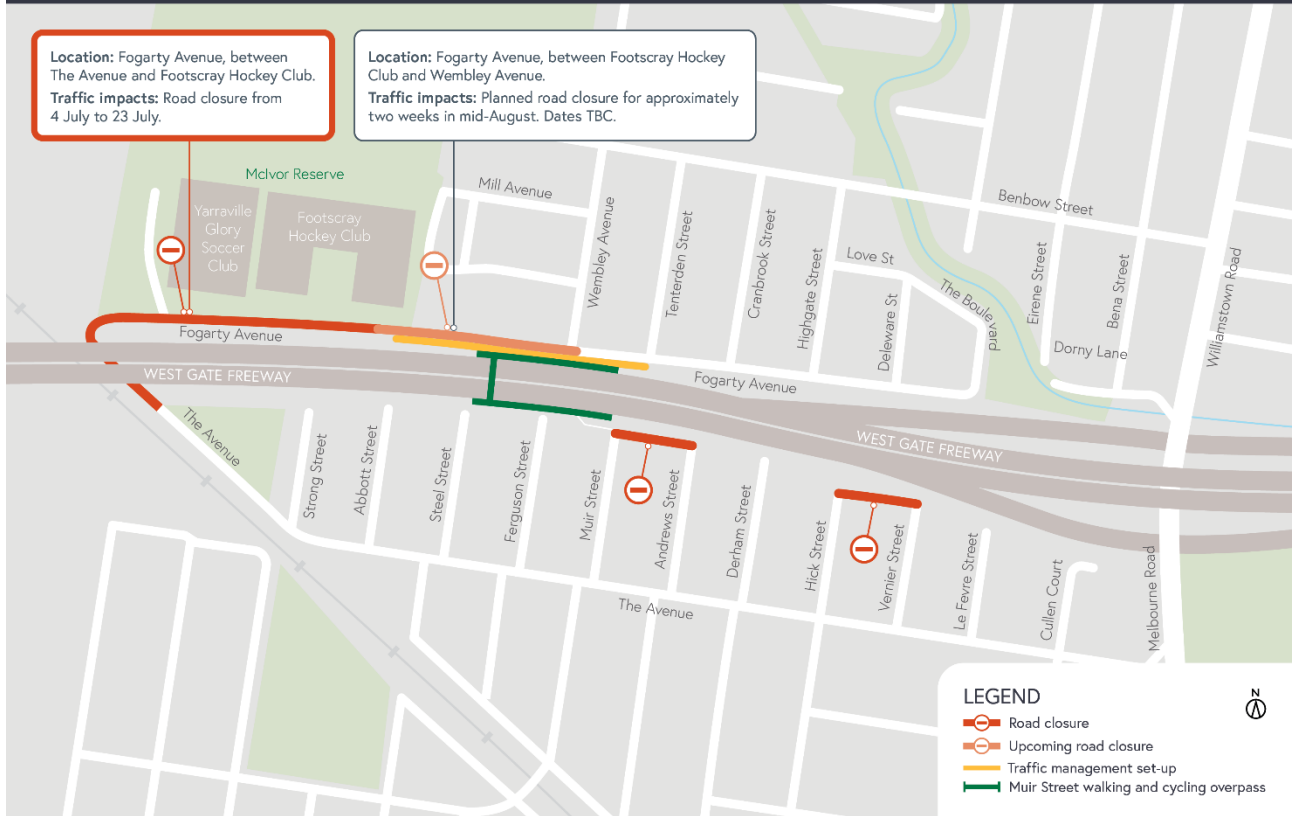 Location: Fogarty Avenue, between
The Avenue and Footscray Hockey Club.
Traffic impacts: Road closure from
4 July to 23 July.
Location: Fogarty Avenue, between Footscray Hockey
Club and Wembley Avenue.
Traffic impacts: Planned road closure for approximately
two weeks in mid-August. Dates TBC.
McIvor Reserve
Yarraville
Glory
Soccer
Club
Footscray
Hockey Club
Mill Avenue
Wembley Avenue
Tenterden Street
Cranbrook Street
Highgate Street
Love St
Deleware St
The Boulevard
Benbow Street
Eirene Street
Bena Street
Dorny Lane
Williamstown Road
Fogarty Avenue
Fogarty Avenue
WEST GATE FREEWAY
WEST GATE FREEWAY
The Avenue
Strong Street
Abbott Street
Steel Street
Ferguson Street
Muir Street
Andrews Street
Derham Street
Hick Street
Vernier Street
Le Fevre Street
Cullen Court
Melbourne Road
The Avenue
LEGEND
N
Road closure
Upcoming road closure
Traffic management set-up
Muir Street walking and cycling overpass